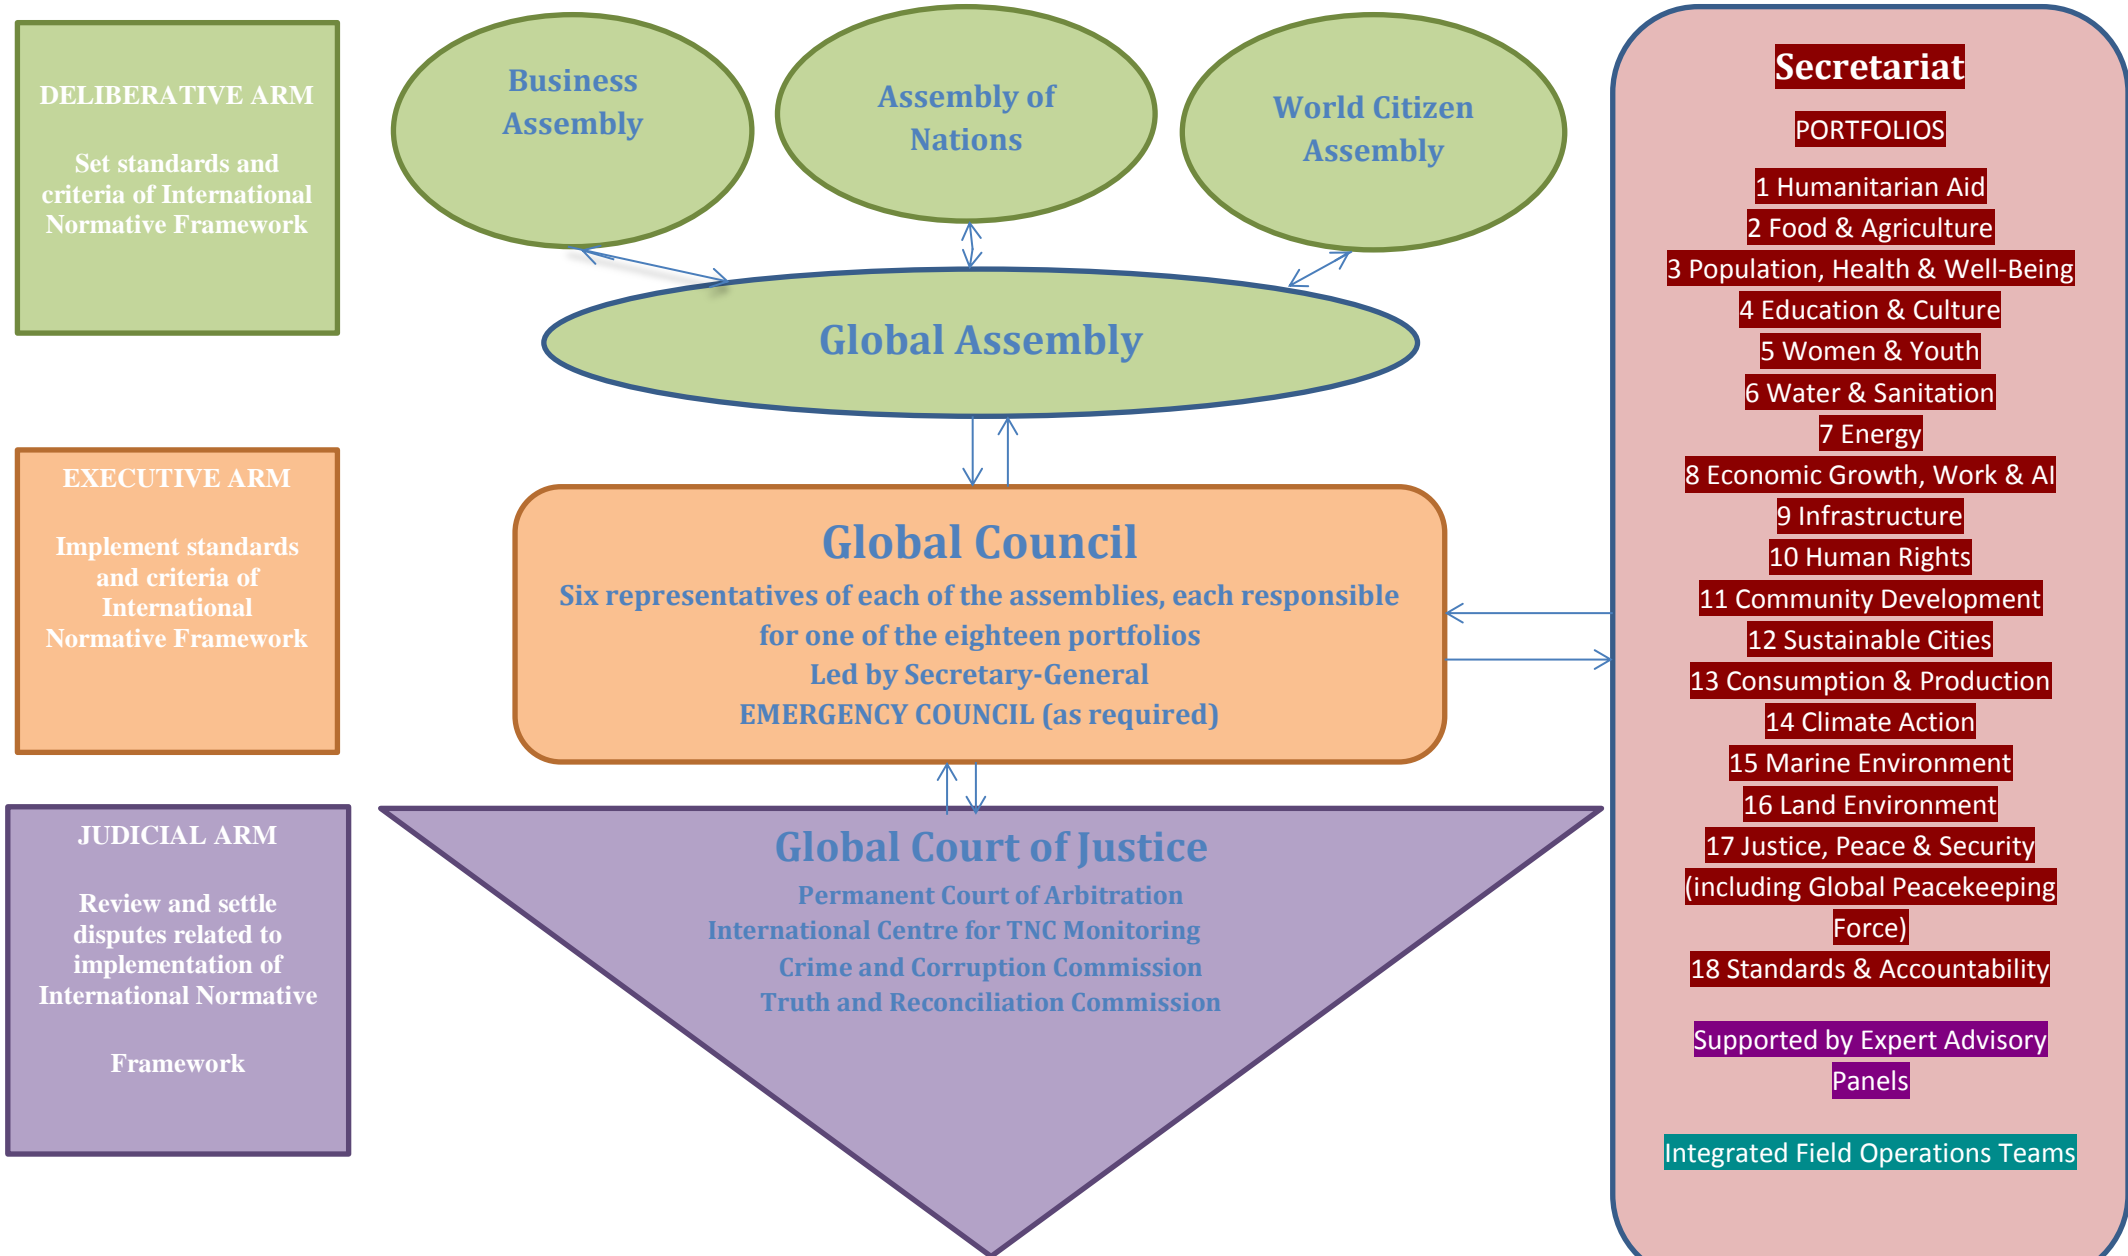 DELIBERATIVE ARM
Set standards and
criteria of International
Normative Framework
Business
Assembly
Assembly of
Nations
World Citizen
Assembly
Global Assembly
EXECUTIVE ARM
Implement standards
and criteria of
International
Normative Framework
Global Council
Six representatives of each of the assemblies, each responsible
for one of the eighteen portfolios
Led by Secretary-General
EMERGENCY COUNCIL (as required)
JUDICIAL ARM
Review and settle
disputes related to
implementation of
International Normative
Framework
Global Court of Justice
Permanent Court of Arbitration
International Centre for TNC Monitoring
Crime and Corruption Commission
Truth and Reconciliation Commission
Secretariat
PORTFOLIOS
1 Humanitarian Aid
2 Food & Agriculture
3 Population, Health & Well-Being
4 Education & Culture
5 Women & Youth
6 Water & Sanitation
7 Energy
8 Economic Growth, Work & AI
9 Infrastructure
10 Human Rights
11 Community Development
12 Sustainable Cities
13 Consumption & Production
14 Climate Action
15 Marine Environment
16 Land Environment
17 Justice, Peace & Security
(including Global Peacekeeping
Force)
18 Standards & Accountability
Supported by Expert Advisory
Panels
Integrated Field Operations Teams